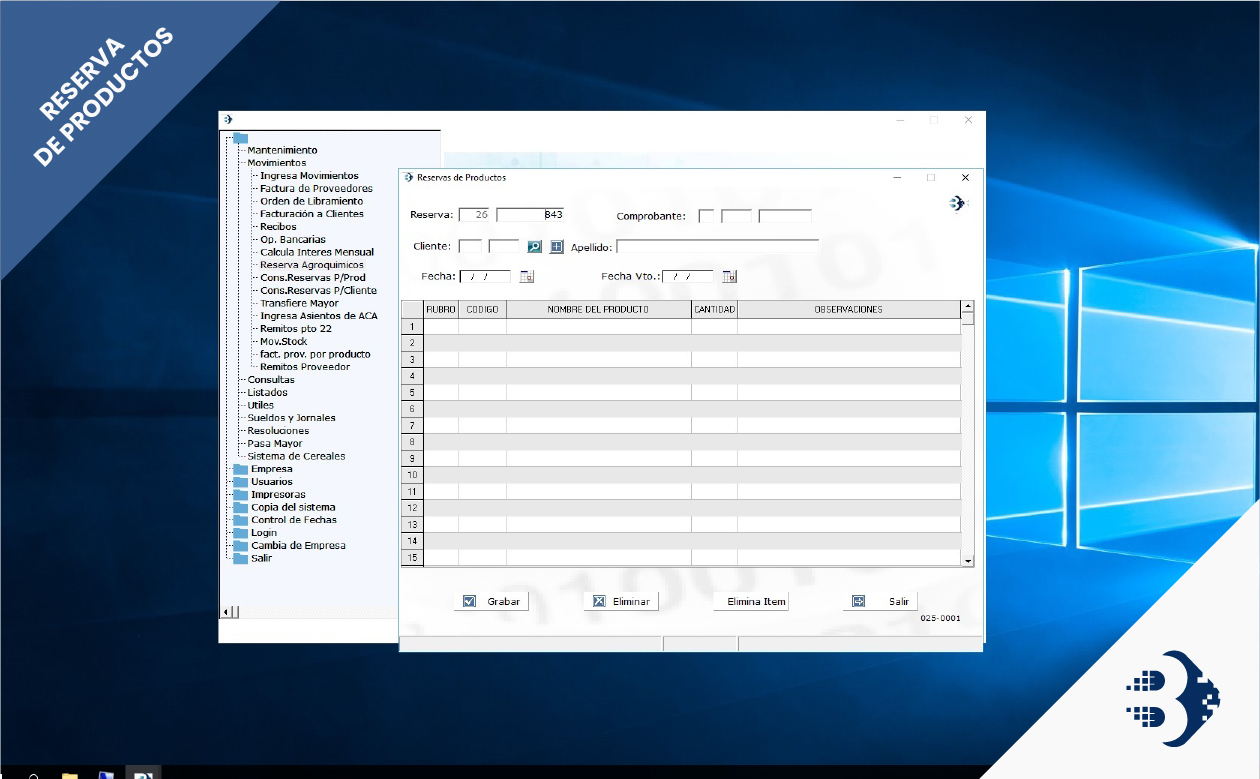 RESERVA
DE PRODUCTOS
Mantenimiento
Movimientos
Ingresa Movimientos
Factura de Proveedores
Orden de Libramiento
Facturación a Clientes
Recibos
Op. Bancarias
Calcula Interes Mensual
Reserva Agroquimicos
Cons.Reservas P/Prod
Cons.Reservas P/Cliente
Transfiere Mayor
Ingresa Asientos de ACA
Remitos pto 22
Mov.Stock
fact. prov. por producto
Remitos Proveedor
Consultas
Listados
Utiles
Sueldos y Jornales
Resoluciones
Pasa Mayor
Sistema de Cereales
Empresa
Usuarios
Impresoras
Copia del sistema
Control de Fechas
Login
Cambia de Empresa
Salir
Reservas de Productos
Reserva: 26 843 Comprobante:
Cliente: Apellido:
Fecha: / / Fecha Vto.: / /
RUBRO CODIGO NOMBRE DEL PRODUCTO CANTIDAD OBSERVACIONES
1
2
3
4
5
6
7
8
9
10
11
12
13
14
15
Grabar Eliminar Elimina Item Salir
025-0001